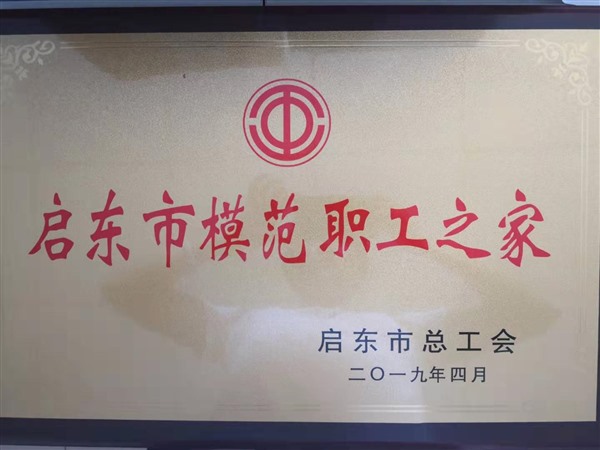 启东市模范职工之家
启东市总工会
二〇一九年四月